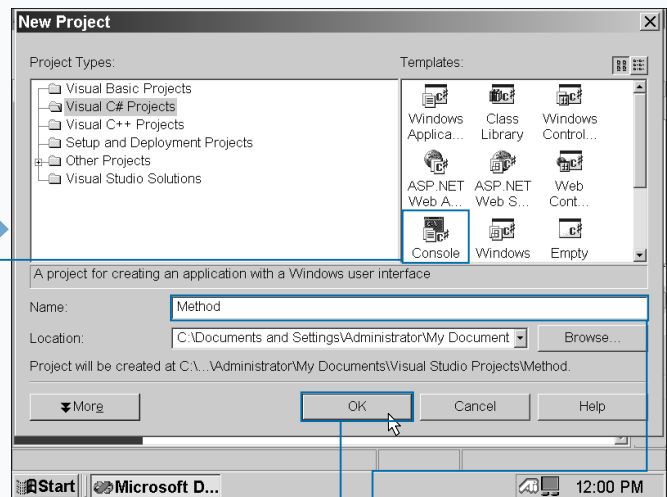 New Project
Project Types:
Templates:
Visual Basic Projects
Visual C# Projects
Visual C++ Projects
Setup and Deployment Projects
Other Projects
Visual Studio Solutions
Windows Applica...
Class Library
Windows Control...
ASP.NET Web A...
ASP.NET Web S...
Web Cont...
Console
Windows
Empty
A project for creating an application with a Windows user interface
Name:
Method
Location:
C:\Documents and Settings\Administrator\My Document
Browse...
Project will be created at C:\...\Administrator\My Documents\Visual Studio Projects\Method.
More
OK
Cancel
Help
Start
Microsoft D...
12:00 PM